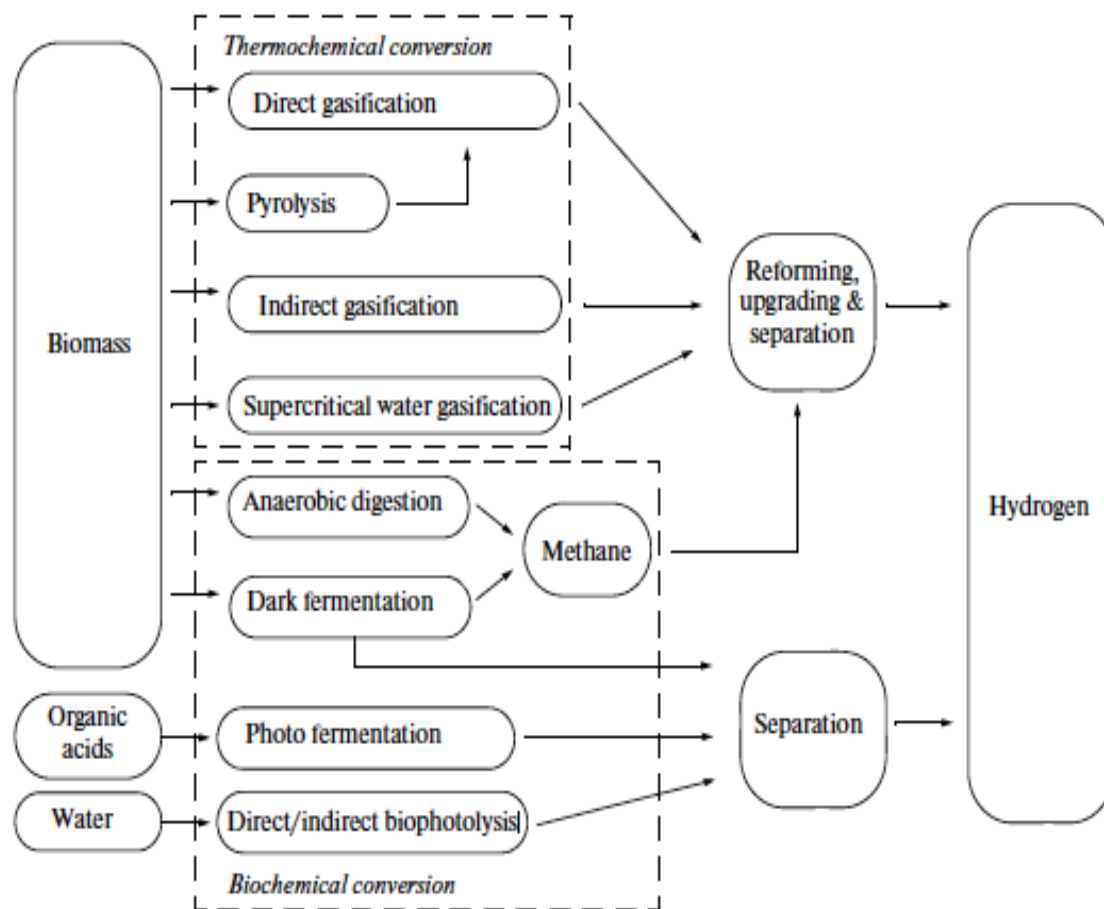 Thermochemical conversion
Direct gasification
Pyrolysis
Indirect gasification
Supercritical water gasification
Biomass
Reforming,
upgrading &
separation
Hydrogen
Anaerobic digestion
Methane
Dark fermentation
Organic
acids
Photo fermentation
Separation
Water
Direct/indirect biophotolysis
Biochemical conversion